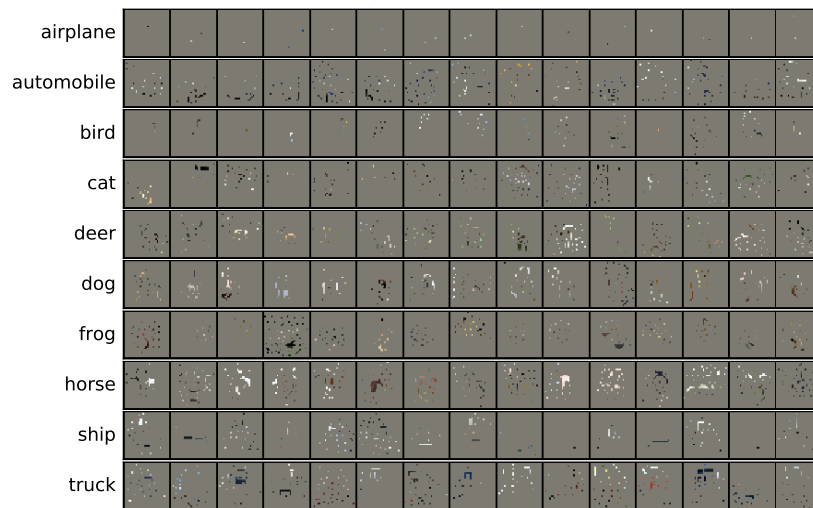 airplane
automobile
bird
cat
deer
dog
frog
horse
ship
truck